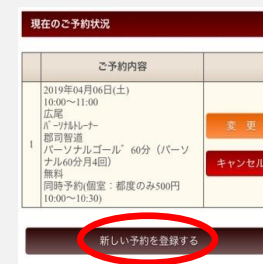 現在のご予約状況
ご予約内容
1
2019年04月06日(土)
10:00〜11:00
広尾
ﾊﾟｰｿﾅﾙﾄﾚｰﾅｰ
郡司智道
パーソナルゴールﾞ 60分（パーソ
ナル60分月4回）
無料
同時予約(個室：都度のみ500円
10:00〜10:30)
変 更
キャンセル
新しい予約を登録する